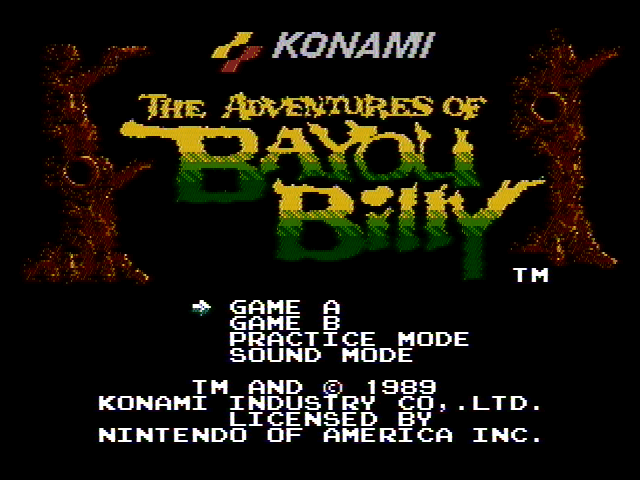 KONAMI
THE ADVENTURES OF
BAYOU
BILLY
TM
GAME A
GAME B
PRACTICE MODE
SOUND MODE
TM AND © 1989
KONAMI INDUSTRY CO,.LTD.
LICENSED BY
NINTENDO OF AMERICA INC.